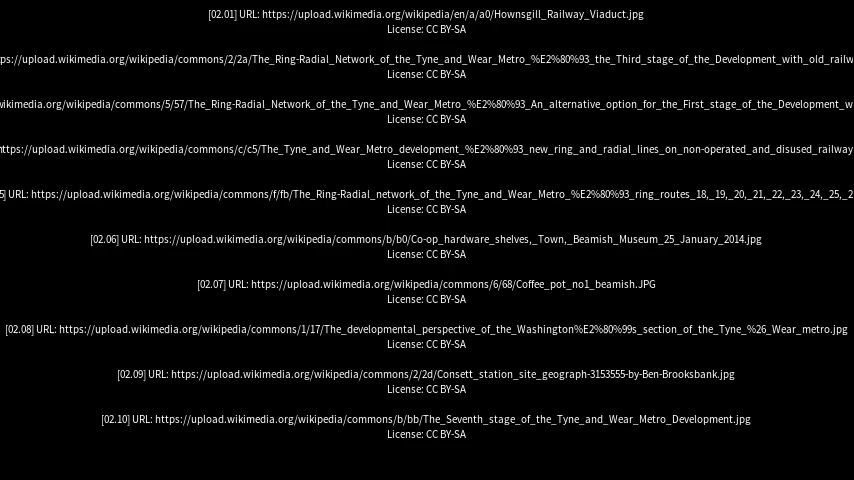 [02.01] URL: https://upload.wikimedia.org/wikipedia/en/a/a0/Hownsgill_Railway_Viaduct.jpg
License: CC BY-SA
ps://upload.wikimedia.org/wikipedia/commons/2/2a/The_Ring-Radial_Network_of_the_Tyne_and_Wear_Metro_%E2%80%93_the_Third_stage_of_the_Development_with_old_railw
License: CC BY-SA
wikimedia.org/wikipedia/commons/5/57/The_Ring-Radial_Network_of_the_Tyne_and_Wear_Metro_%E2%80%93_An_alternative_option_for_the_First_stage_of_the_Development_w
License: CC BY-SA
https://upload.wikimedia.org/wikipedia/commons/c/c5/The_Tyne_and_Wear_Metro_development_%E2%80%93_new_ring_and_radial_lines_on_non-operated_and_disused_railway
License: CC BY-SA
5] URL: https://upload.wikimedia.org/wikipedia/commons/f/fb/The_Ring-Radial_network_of_the_Tyne_and_Wear_Metro_%E2%80%93_ring_routes_18,_19,_20,_21,_22,_23,_24,_25,_2
License: CC BY-SA
[02.06] URL: https://upload.wikimedia.org/wikipedia/commons/b/b0/Co-op_hardware_shelves,_Town,_Beamish_Museum_25_January_2014.jpg
License: CC BY-SA
[02.07] URL: https://upload.wikimedia.org/wikipedia/commons/6/68/Coffee_pot_no1_beamish.JPG
License: CC BY-SA
[02.08] URL: https://upload.wikimedia.org/wikipedia/commons/1/17/The_developmental_perspective_of_the_Washington%E2%80%99s_section_of_the_Tyne_%26_Wear_metro.jpg
License: CC BY-SA
[02.09] URL: https://upload.wikimedia.org/wikipedia/commons/2/2d/Consett_station_site_geograph-3153555-by-Ben-Brooksbank.jpg
License: CC BY-SA
[02.10] URL: https://upload.wikimedia.org/wikipedia/commons/b/bb/The_Seventh_stage_of_the_Tyne_and_Wear_Metro_Development.jpg
License: CC BY-SA